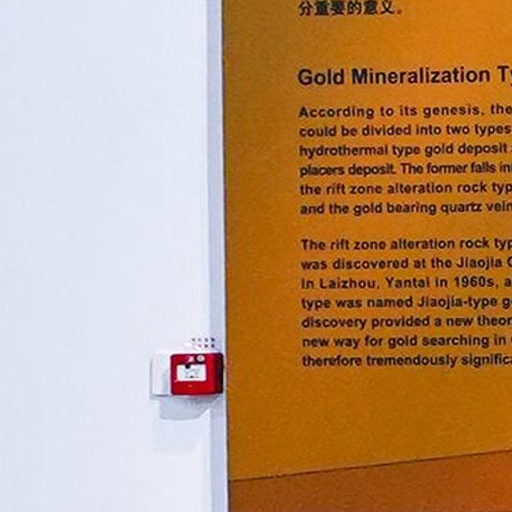 分重要的意义。
Gold Mineralization Ty
According to its genesis, the
could be divided into two types
hydrothermal type gold deposit
placers deposit. The former falls in
the rift zone alteration rock typ
and the gold bearing quartz vein
The rift zone alteration rock typ
was discovered at the Jiaojia G
in Laizhou, Yantai in 1960s, a
type was named Jiaojia-type g
discovery provided a new theor
new way for gold searching in
therefore tremendously significa